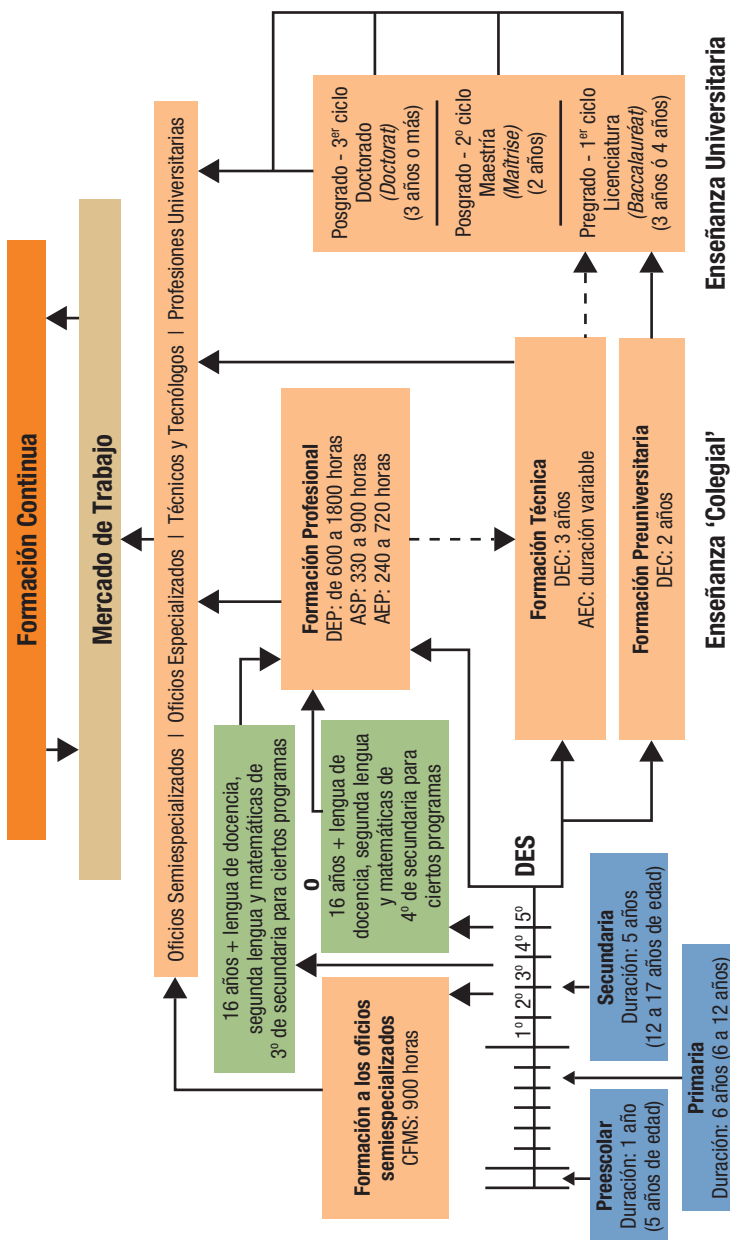 Formación Continua
Mercado de Trabajo
Oficios Semiespecializados | Oficios Especializados | Técnicos y Tecnólogos | Profesiones Universitarias
16 años + lengua de docencia,
segunda lengua y matemáticas de
3º de secundaria para ciertos programas
O
16 años + lengua de
docencia, segunda lengua
y matemáticas de
4º de secundaria para
ciertos programas
Formación a los oficios
semiespecializados
CFMS: 900 horas
Formación Profesional
DEP: de 600 a 1800 horas
ASP: 330 a 900 horas
AEP: 240 a 720 horas
Posgrado - 3er ciclo
Doctorado
(Doctorat)
(3 años o más)
Posgrado - 2º ciclo
Maestría
(Maîtrise)
(2 años)
Pregrado - 1er ciclo
Licenciatura
(Baccalauréat)
(3 años ó 4 años)
Formación Técnica
DEC: 3 años
AEC: duración variable
Formación Preuniversitaria
DEC: 2 años
1º 2º 3º 4º 5º
DES
Preescolar
Duración: 1 año
(5 años de edad)
Secundaria
Duración: 5 años
(12 a 17 años de edad)
Primaria
Duración: 6 años (6 a 12 años)
Enseñanza 'Colegial'
Enseñanza Universitaria